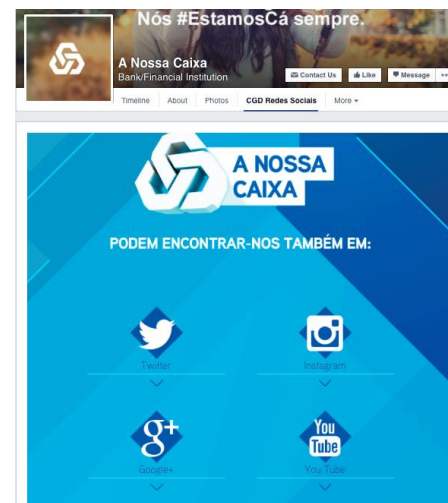 Nós #EstamosCá sempre.
A Nossa Caixa
Bank/Financial Institution
Contact Us Like Message
Timeline About Photos CGD Redes Sociais More
A NOSSA
CAIXA
PODEM ENCONTRAR-NOS TAMBÉM EM:
Twitter Instagram
g+ You
Tube
Google+ You Tube